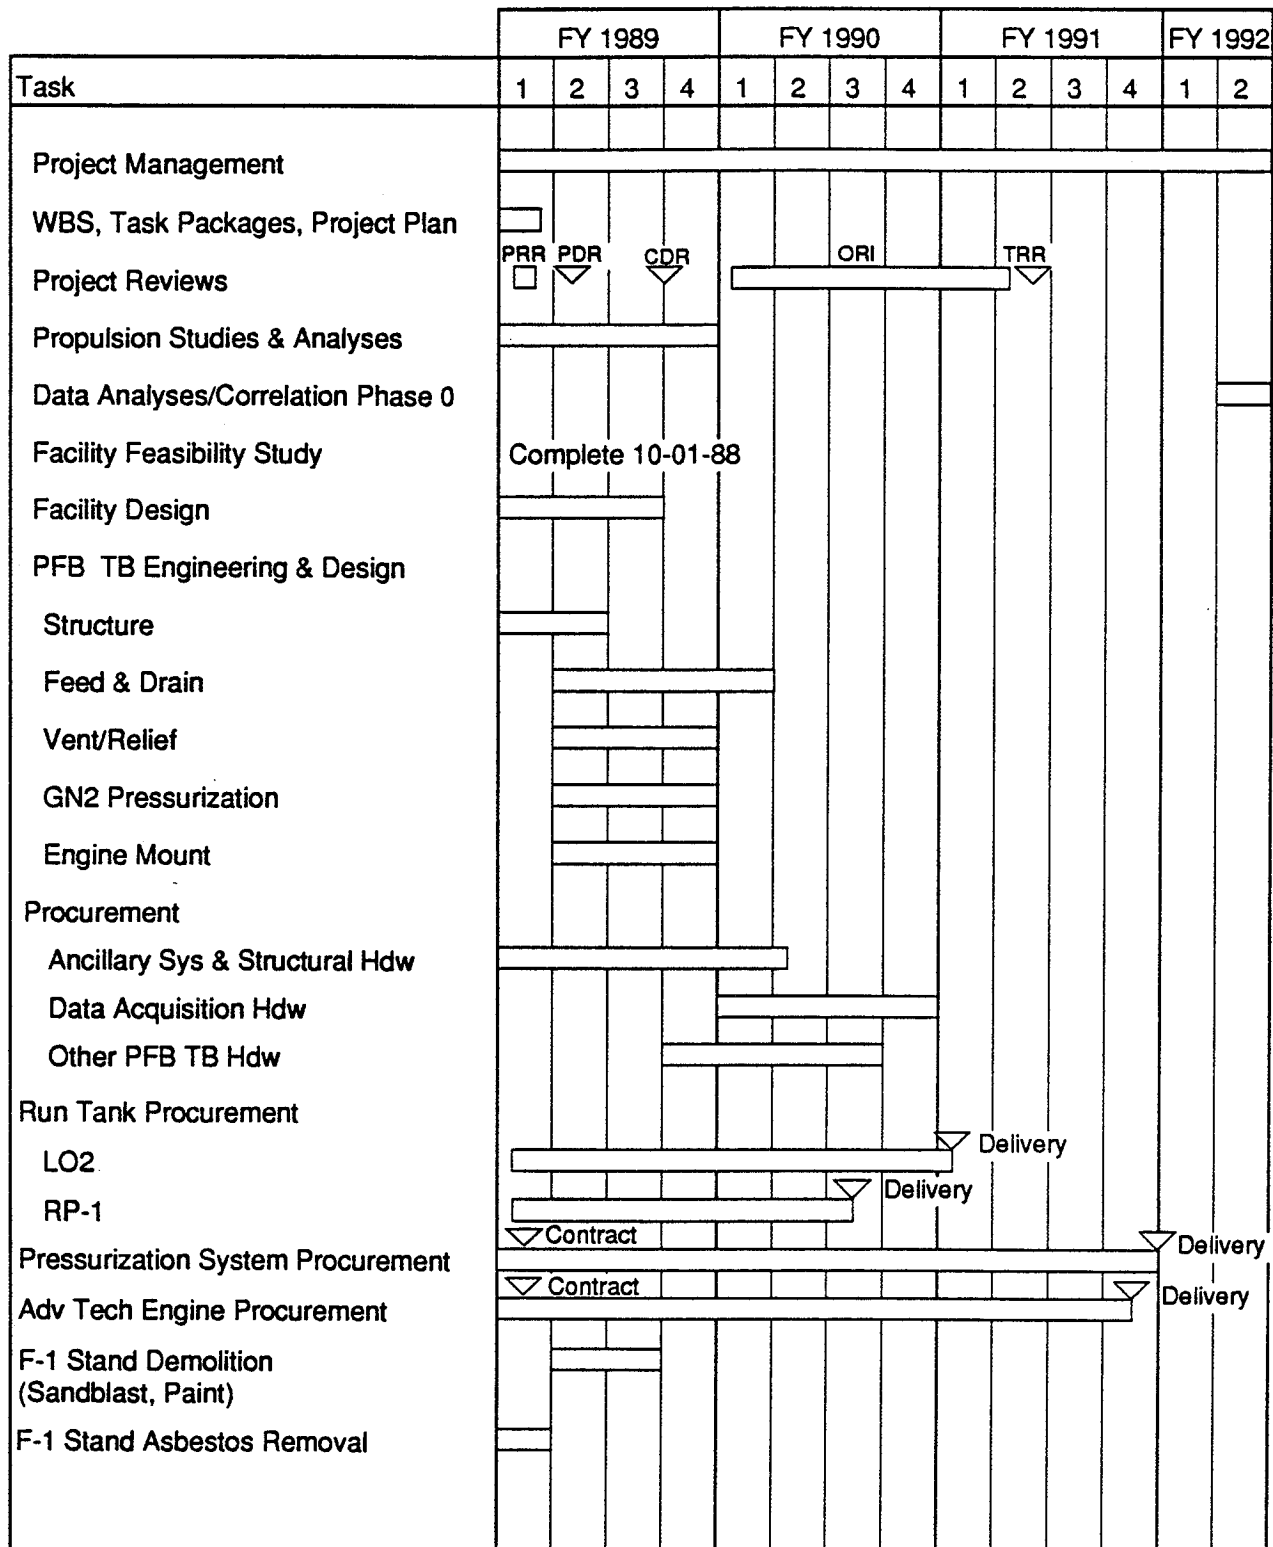 FY 1989 FY 1990 FY 1991 FY 1992
Task 1 2 3 4 1 2 3 4 1 2 3 4 1 2
Project Management
WBS, Task Packages, Project Plan
PRR PDR CDR ORI TRR
Project Reviews
Propulsion Studies & Analyses
Data Analyses/Correlation Phase 0
Facility Feasibility Study Complete 10-01-88
Facility Design
PFB TB Engineering & Design
Structure
Feed & Drain
Vent/Relief
GN2 Pressurization
Engine Mount
Procurement
Ancillary Sys & Structural Hdw
Data Acquisition Hdw
Other PFB TB Hdw
Run Tank Procurement
Delivery
LO2
Delivery
RP-1
Contract
Pressurization System Procurement Delivery
Contract
Adv Tech Engine Procurement Delivery
F-1 Stand Demolition
(Sandblast, Paint)
F-1 Stand Asbestos Removal